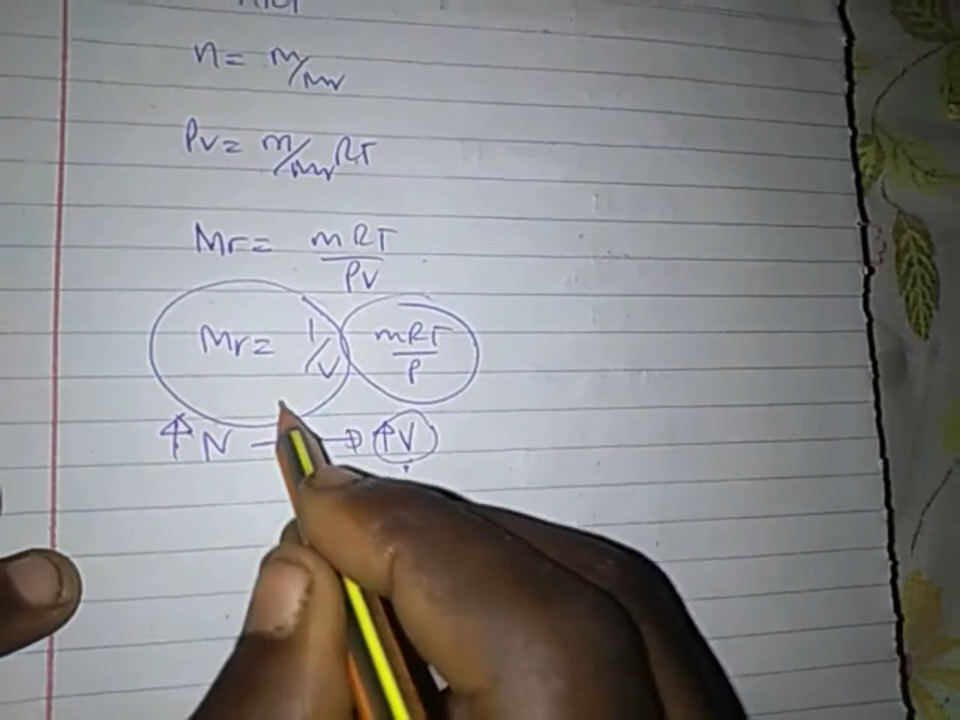 n = m/Mr
PV = m/Mr RT
Mr = mRT/PV
Mr = 1/V mRT/P
↑ N → ↑V